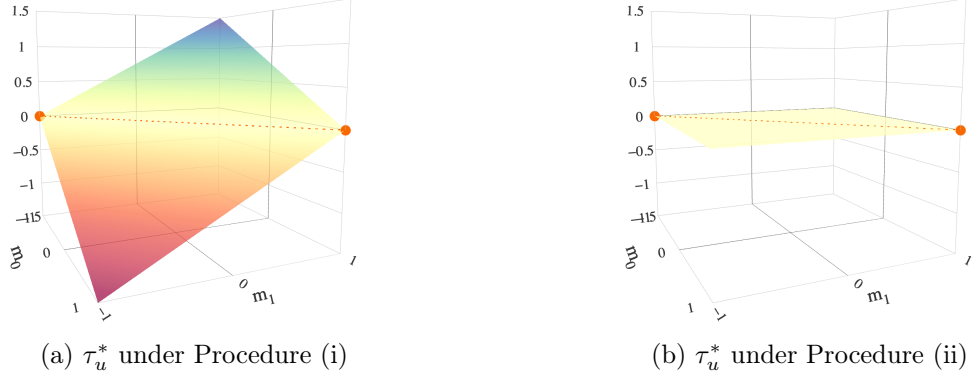 1.5 1.5
1 1
0.5 0.5
0 0
−0.5 −0.5
−1 −1
−1.5 −1.5
m₀ 0 m₀ 0
1 −1 0 m₁ 1 1 −1 0 m₁ 1
(a) τ*ᵤ under Procedure (i) (b) τ*ᵤ under Procedure (ii)